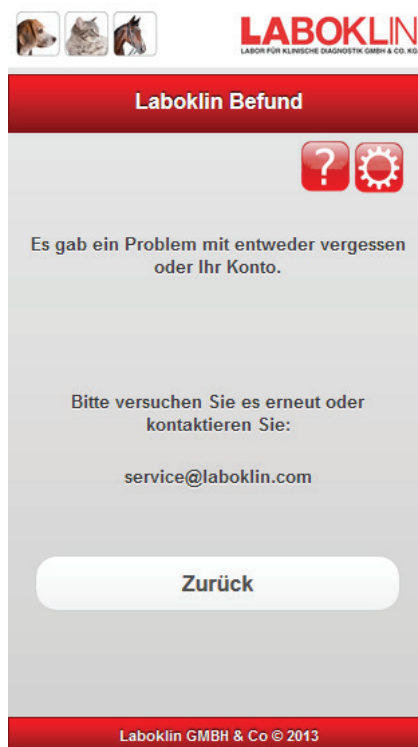 LABOKLIN
LABOR FÜR KLINISCHE DIAGNOSTIK GMBH & CO. KG
Laboklin Befund
?
Es gab ein Problem mit entweder vergessen
oder Ihr Konto.
Bitte versuchen Sie es erneut oder
kontaktieren Sie:
service@laboklin.com
Zurück
Laboklin GMBH & Co © 2013